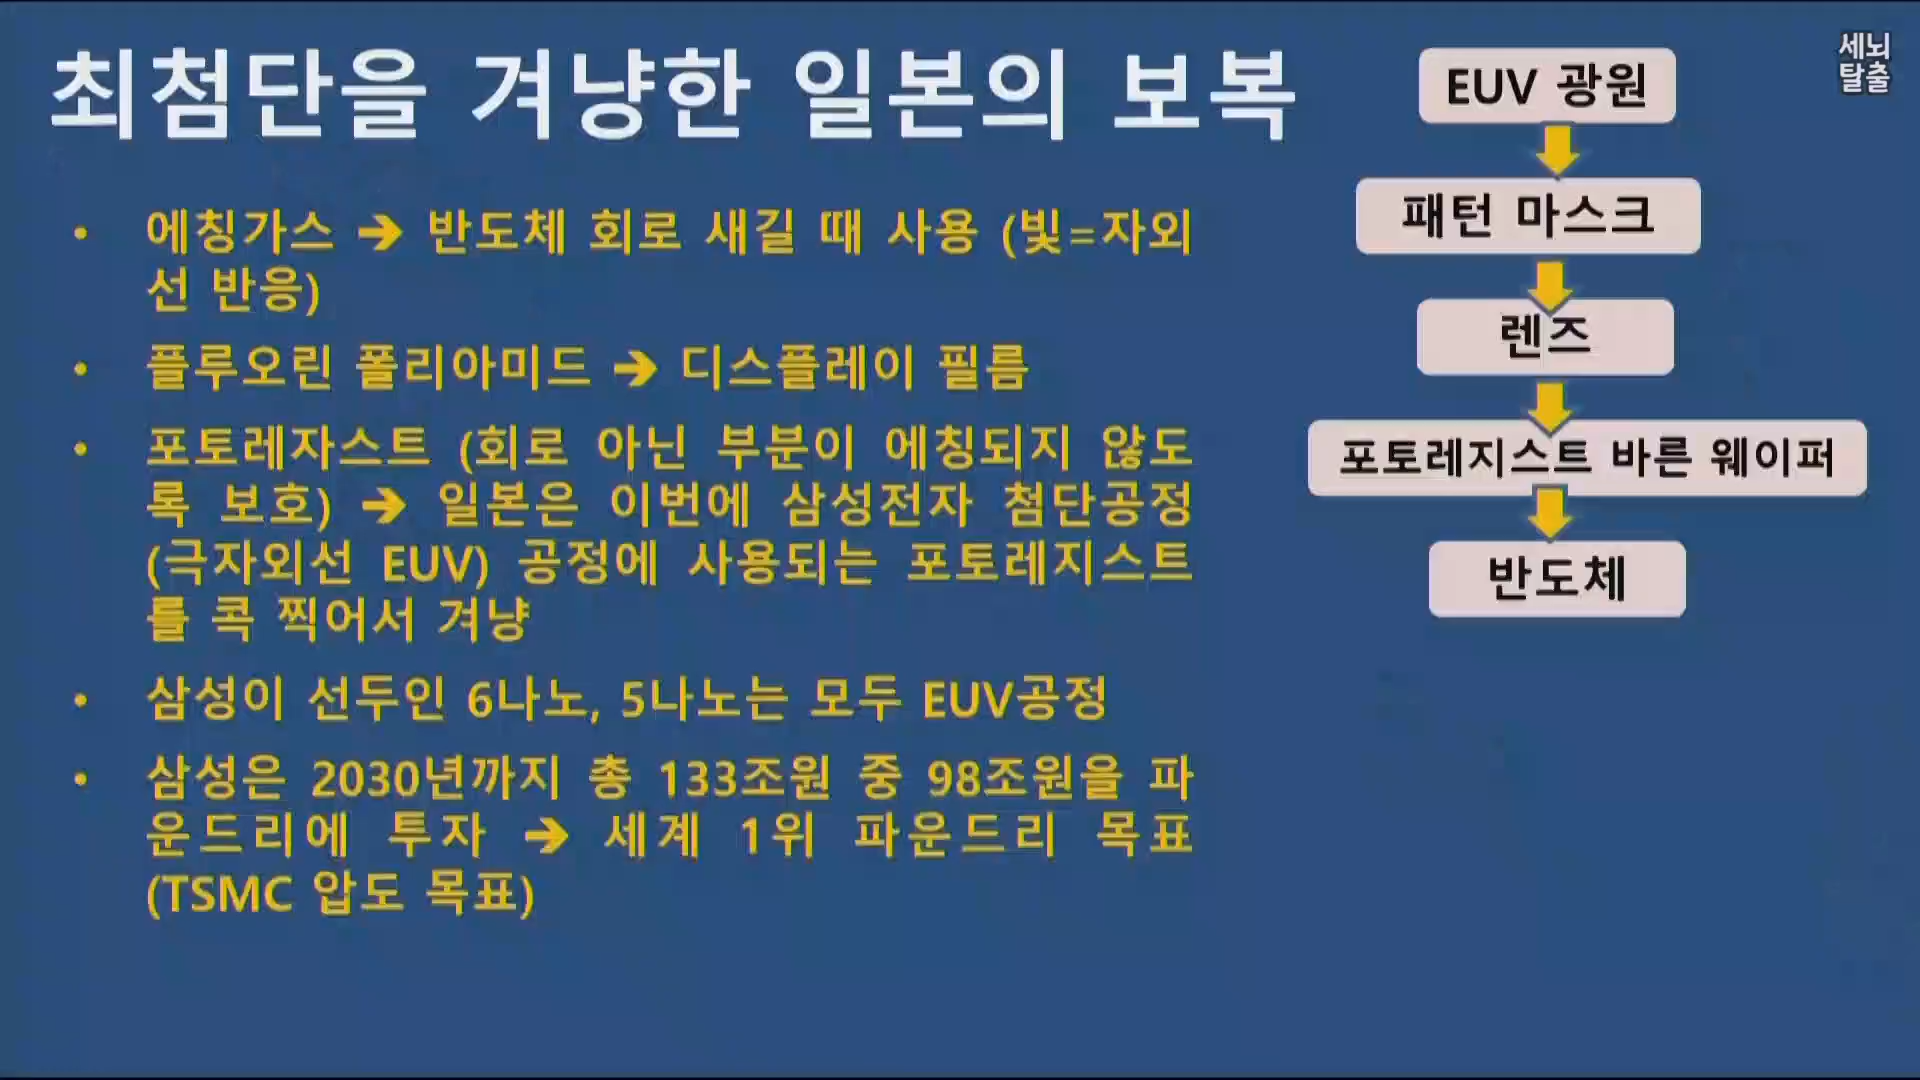 최첨단을 겨냥한 일본의 보복
• 에칭가스 ➔ 반도체 회로 새길 때 사용 (빛=자외
선 반응)
• 플루오린 폴리아미드 ➔ 디스플레이 필름
• 포토레자스트 (회로 아닌 부분이 에칭되지 않도
록 보호) ➔ 일본은 이번에 삼성전자 첨단공정
(극자외선 EUV) 공정에 사용되는 포토레지스트
를 콕 찍어서 겨냥
• 삼성이 선두인 6나노, 5나노는 모두 EUV공정
• 삼성은 2030년까지 총 133조원 중 98조원을 파
운드리에 투자 ➔ 세계 1위 파운드리 목표
(TSMC 압도 목표)
EUV 광원
패턴 마스크
렌즈
포토레지스트 바른 웨이퍼
반도체
세뇌
탈출